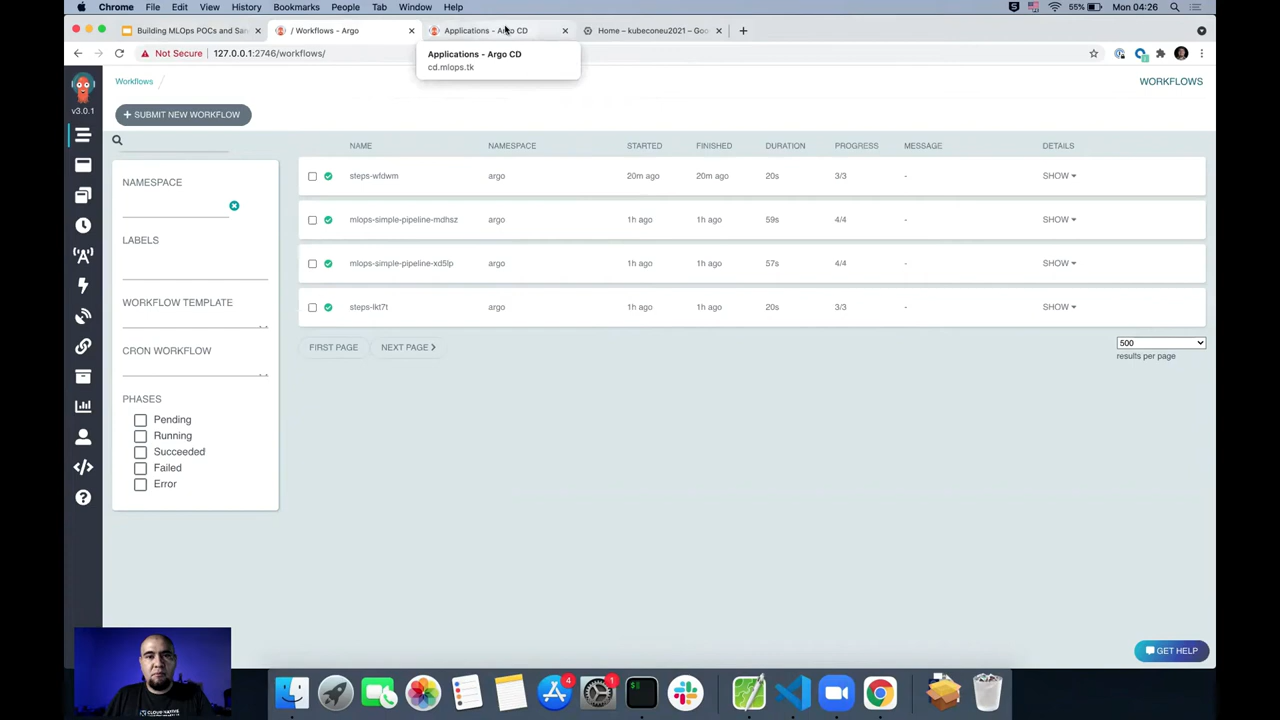 Chrome File Edit View History Bookmarks People Tab Window Help 55% Mon 04:26
Building MLOps POCs and San
/ Workflows - Argo
Applications - Argo CD
Home – kubeconeu2021 – Goo
Not Secure 127.0.0.1:2746/workflows/
Applications - Argo CD
cd.mlops.tk
v3.0.1
Workflows
WORKFLOWS
+ SUBMIT NEW WORKFLOW
NAMESPACE
LABELS
WORKFLOW TEMPLATE
CRON WORKFLOW
PHASES
Pending
Running
Succeeded
Failed
Error
NAME NAMESPACE STARTED FINISHED DURATION PROGRESS MESSAGE DETAILS
steps-wfdwm argo 20m ago 20m ago 20s 3/3 - SHOW
mlops-simple-pipeline-mdhsz argo 1h ago 1h ago 59s 4/4 - SHOW
mlops-simple-pipeline-xd5lp argo 1h ago 1h ago 57s 4/4 - SHOW
steps-lkt7t argo 1h ago 1h ago 20s 3/3 - SHOW
FIRST PAGE NEXT PAGE
500
results per page
GET HELP
CLOUD NATIVE
4
1